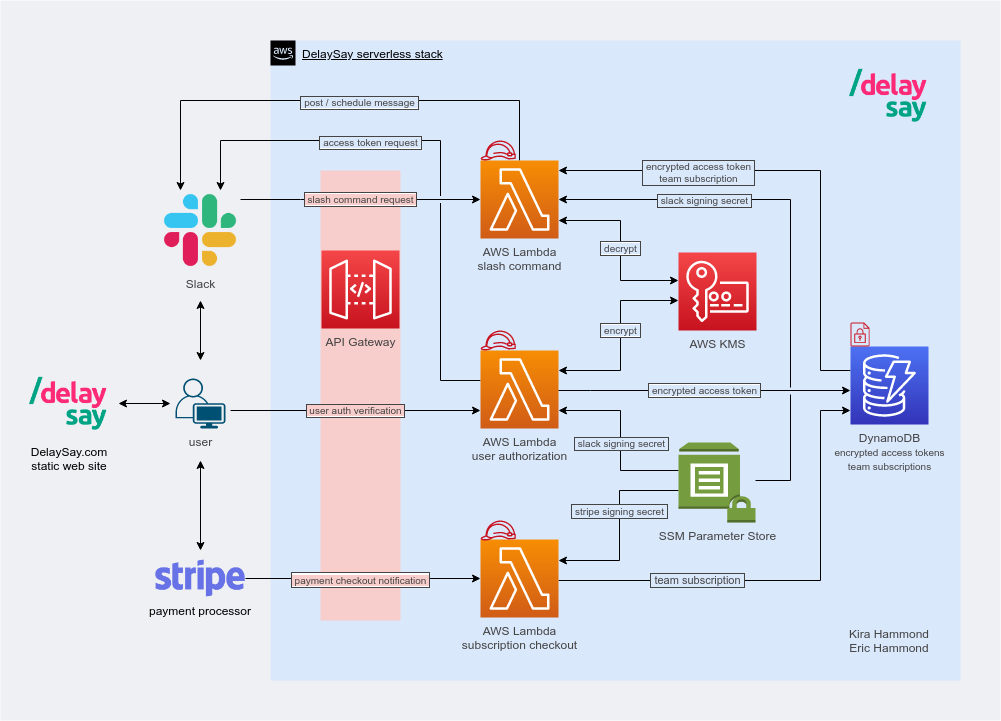 aws
DelaySay serverless stack
/delay
say
post / schedule message
access token request
encrypted access token
team subscription
slash command request
slack signing secret
AWS Lambda
slash command
decrypt
Slack
</>
API Gateway
encrypt
AWS KMS
/delay
say
DelaySay.com
static web site
user
user auth verification
encrypted access token
AWS Lambda
user authorization
slack signing secret
DynamoDB
encrypted access tokens
team subscriptions
stripe signing secret
SSM Parameter Store
stripe
payment processor
payment checkout notification
team subscription
AWS Lambda
subscription checkout
Kira Hammond
Eric Hammond